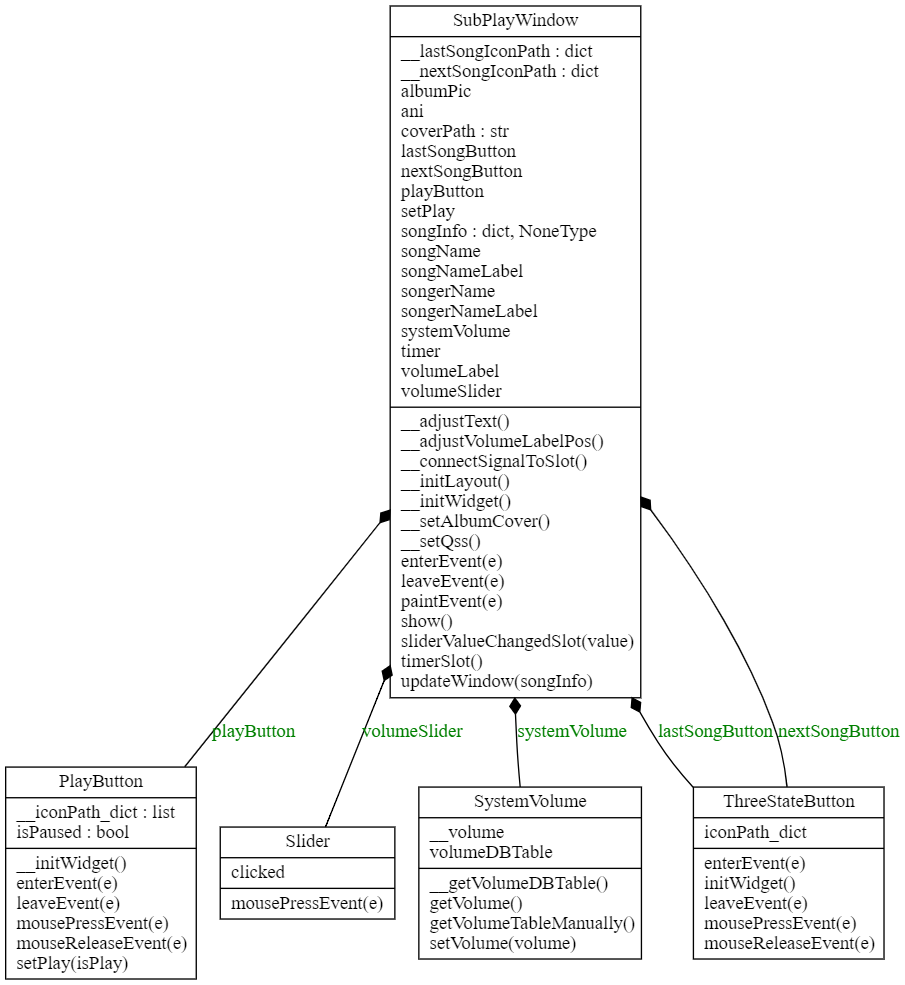 SubPlayWindow
__lastSongIconPath : dict
__nextSongIconPath : dict
albumPic
ani
coverPath : str
lastSongButton
nextSongButton
playButton
setPlay
songInfo : dict, NoneType
songName
songNameLabel
songerName
songerNameLabel
systemVolume
timer
volumeLabel
volumeSlider
__adjustText()
__adjustVolumeLabelPos()
__connectSignalToSlot()
__initLayout()
__initWidget()
__setAlbumCover()
__setQss()
enterEvent(e)
leaveEvent(e)
paintEvent(e)
show()
sliderValueChangedSlot(value)
timerSlot()
updateWindow(songInfo)
playButton
volumeSlider
systemVolume
lastSongButton
nextSongButton
PlayButton
__iconPath_dict : list
isPaused : bool
__initWidget()
enterEvent(e)
leaveEvent(e)
mousePressEvent(e)
mouseReleaseEvent(e)
setPlay(isPlay)
Slider
clicked
mousePressEvent(e)
SystemVolume
__volume
volumeDBTable
__getVolumeDBTable()
getVolume()
getVolumeTableManually()
setVolume(volume)
ThreeStateButton
iconPath_dict
enterEvent(e)
initWidget()
leaveEvent(e)
mousePressEvent(e)
mouseReleaseEvent(e)